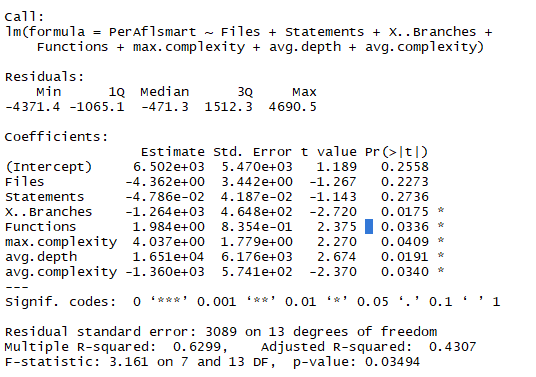 Call:
lm(formula = PerAflsmart ~ Files + Statements + X..Branches +
    Functions + max.complexity + avg.depth + avg.complexity)

Residuals:
    Min      1Q  Median      3Q     Max
-4371.4 -1065.1  -471.3  1512.3  4690.5

Coefficients:
                 Estimate Std. Error t value Pr(>|t|)
(Intercept)     6.502e+03  5.470e+03   1.189   0.2558
Files          -4.362e+00  3.442e+00  -1.267   0.2273
Statements     -4.786e-02  4.187e-02  -1.143   0.2736
X..Branches    -1.264e+03  4.648e+02  -2.720   0.0175 *
Functions       1.984e+00  8.354e-01   2.375   0.0336 *
max.complexity  4.037e+00  1.779e+00   2.270   0.0409 *
avg.depth       1.651e+04  6.176e+03   2.674   0.0191 *
avg.complexity -1.360e+03  5.741e+02  -2.370   0.0340 *
---
Signif. codes:  0 ‘***’ 0.001 ‘**’ 0.01 ‘*’ 0.05 ‘.’ 0.1 ‘ ’ 1

Residual standard error: 3089 on 13 degrees of freedom
Multiple R-squared:  0.6299,    Adjusted R-squared:  0.4307
F-statistic: 3.161 on 7 and 13 DF,  p-value: 0.03494